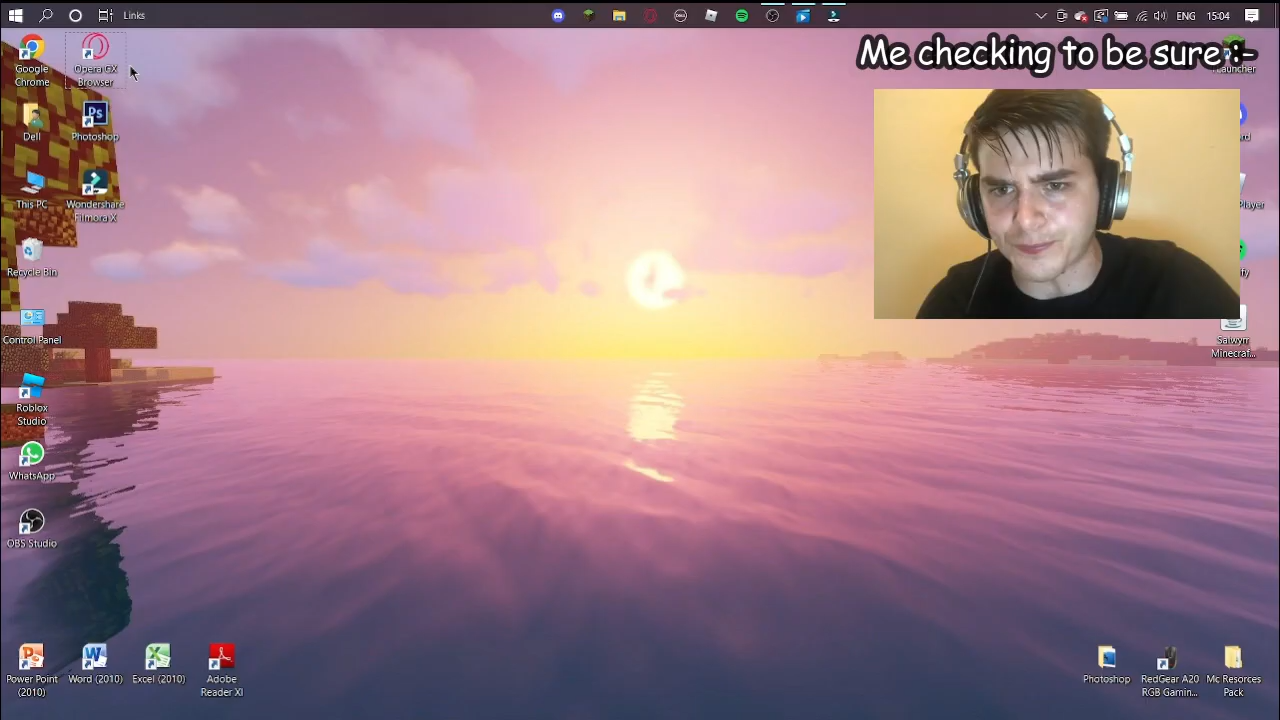 Links
ENG
15:04
Me checking to be sure :-
Google
Chrome
Opera GX
Browser
Dell
Photoshop
This PC
Wondershare
Filmora X
Recycle Bin
Control Panel
Roblox
Studio
WhatsApp
OBS Studio
Player
Minecraf...
Power Point
(2010)
Word (2010)
Excel (2010)
Adobe
Reader XI
Photoshop
RedGear A20
RGB Gamin...
Mc Resorces
Pack